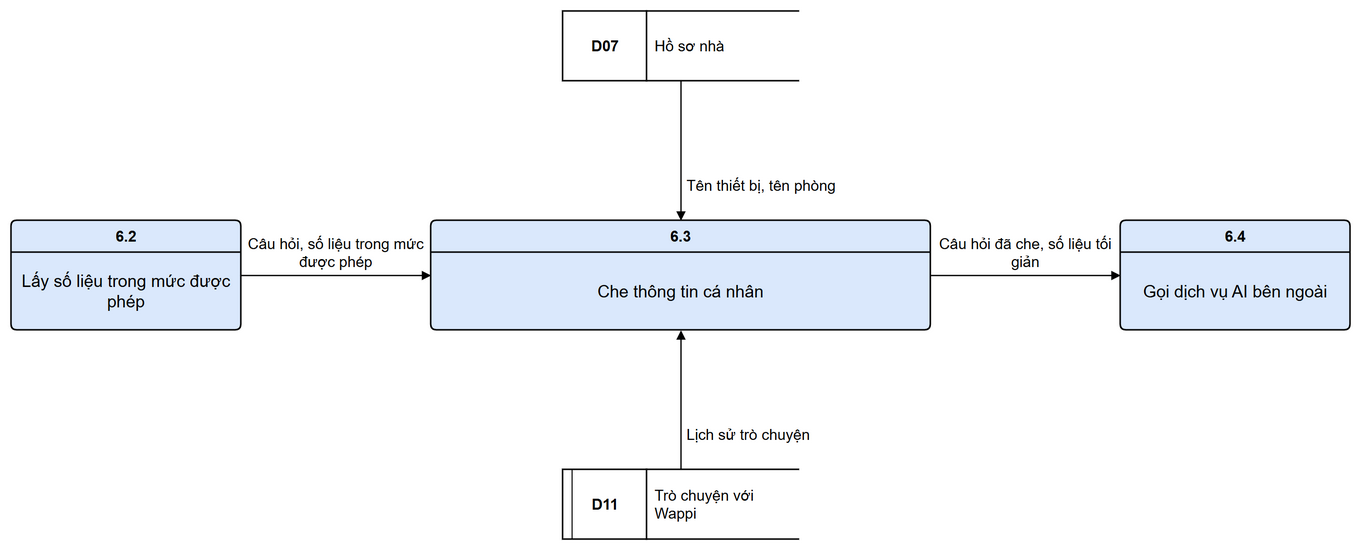 D07
Hồ sơ nhà
Tên thiết bị, tên phòng
6.2
Lấy số liệu trong mức được
phép
Câu hỏi, số liệu trong mức
được phép
6.3
Che thông tin cá nhân
Câu hỏi đã che, số liệu tối
giản
6.4
Gọi dịch vụ AI bên ngoài
Lịch sử trò chuyện
D11
Trò chuyện với
Wappi